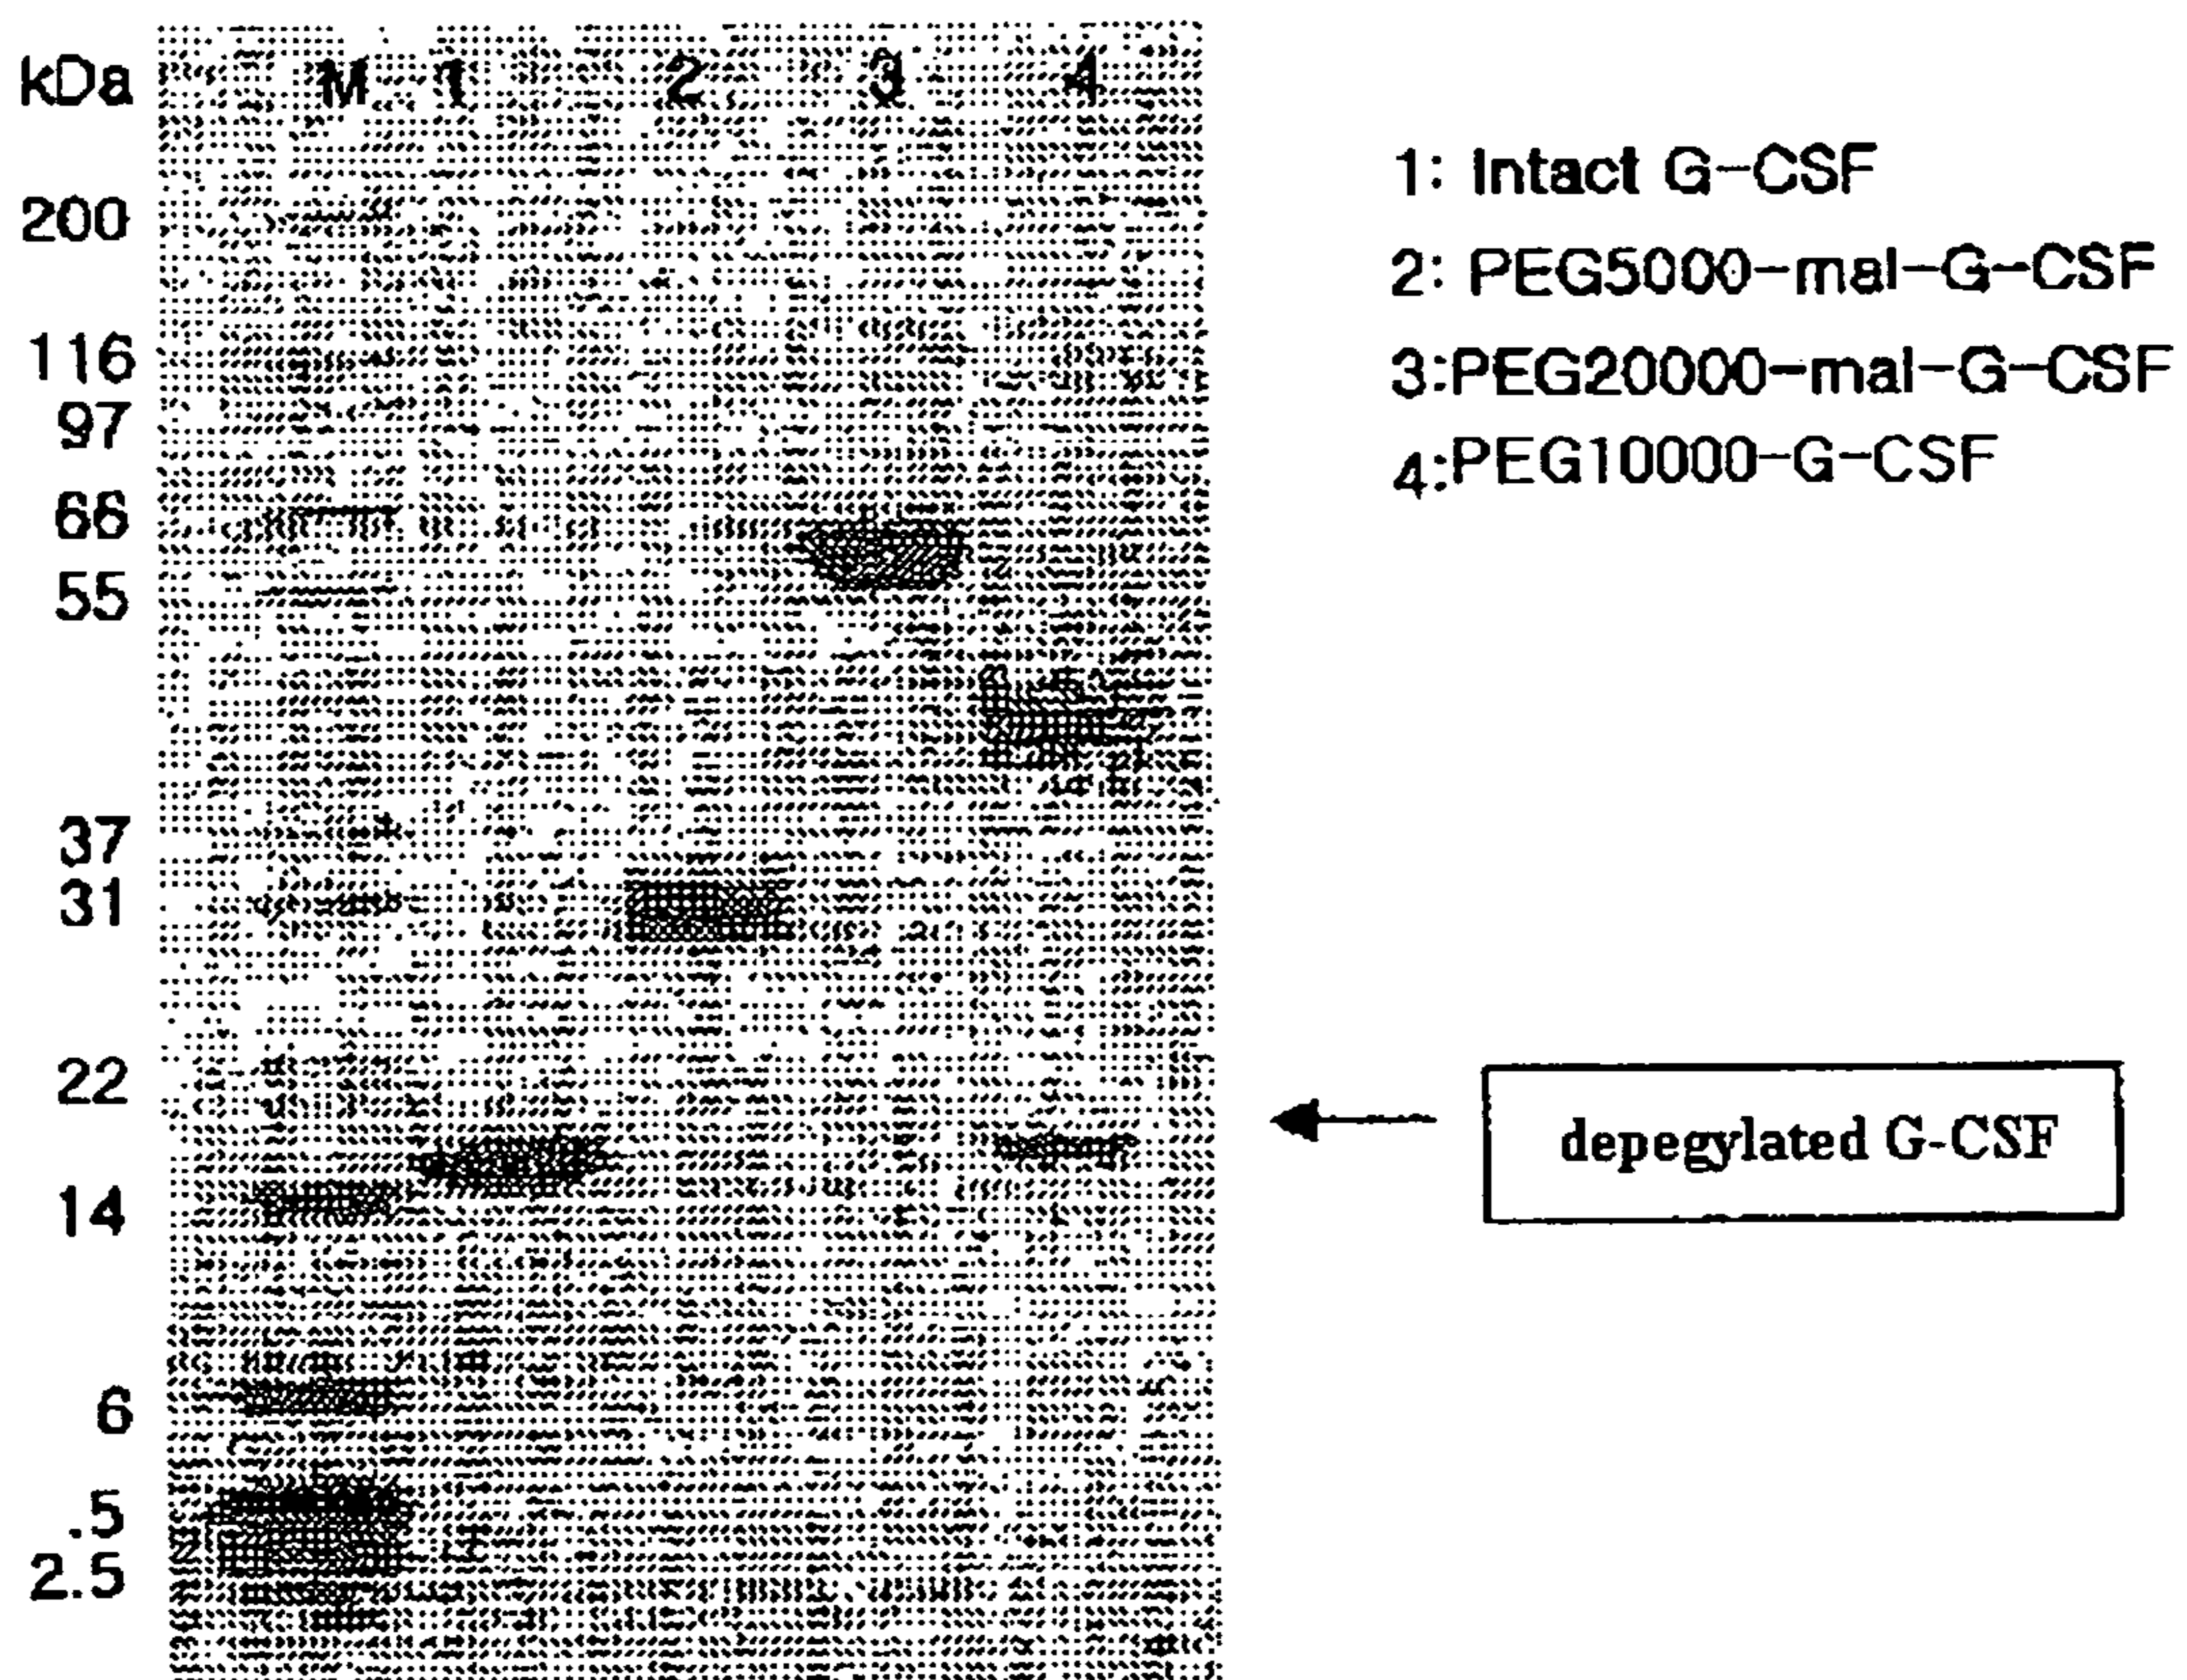 kDa
M 1 2 3 4
200
116
97
66
55
37
31
22
14
6
.5
2.5
1: Intact G-CSF
2: PEG5000-mal-G-CSF
3:PEG20000-mal-G-CSF
4:PEG10000-G-CSF
depegylated G-CSF